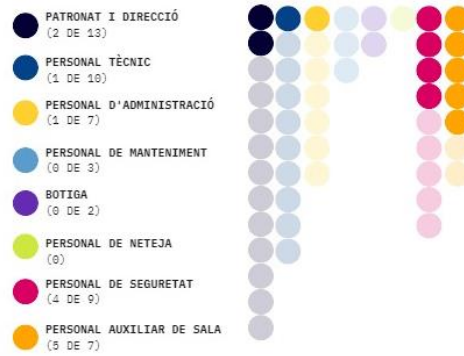 PATRONAT I DIRECCIÓ
(2 DE 13)
PERSONAL TÈCNIC
(1 DE 10)
PERSONAL D'ADMINISTRACIÓ
(1 DE 7)
PERSONAL DE MANTENIMENT
(0 DE 3)
BOTIGA
(0 DE 2)
PERSONAL DE NETEJA
(0)
PERSONAL DE SEGURETAT
(4 DE 9)
PERSONAL AUXILIAR DE SALA
(5 DE 7)